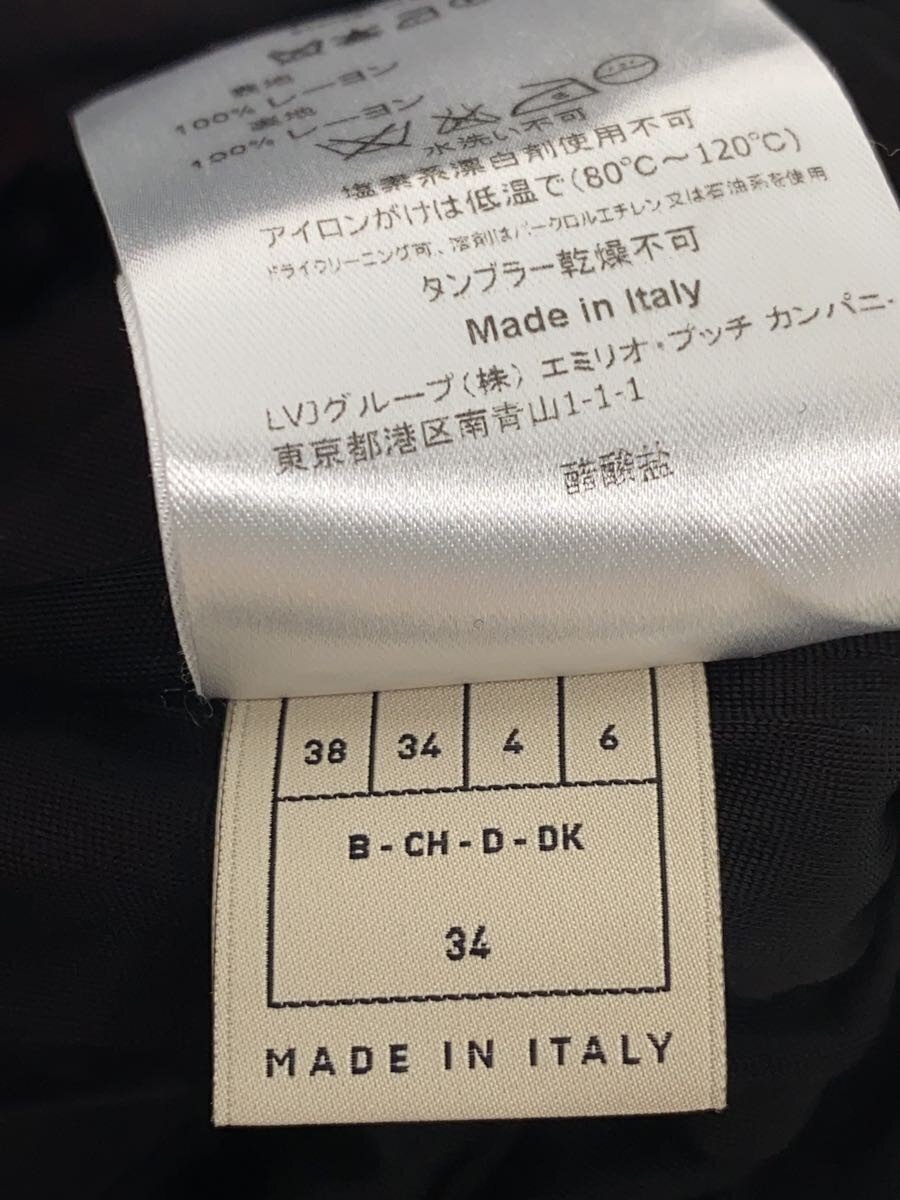 表地
100% レーヨン
裏地
100% レーヨン
水洗い不可
塩素系漂白剤使用不可
アイロンがけは低温で(80℃～120℃)
ドライクリーニング可、溶剤はパークロルエチレン又は石油系を使用
タンブラー乾燥不可
Made in Italy
LVJグループ(株) エミリオ・プッチ カンパニー
東京都港区南青山1-1-1
醋酸盐
38 34 4 6
B - CH - D - DK
34
MADE IN ITALY